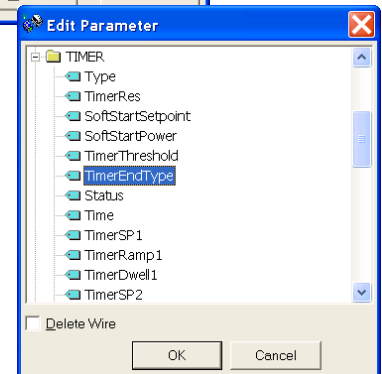 Edit Parameter
TIMER
Type
TimerRes
SoftStartSetpoint
SoftStartPower
TimerThreshold
TimerEndType
Status
Time
TimerSP1
TimerRamp1
TimerDwell1
TimerSP2
Delete Wire
OK Cancel